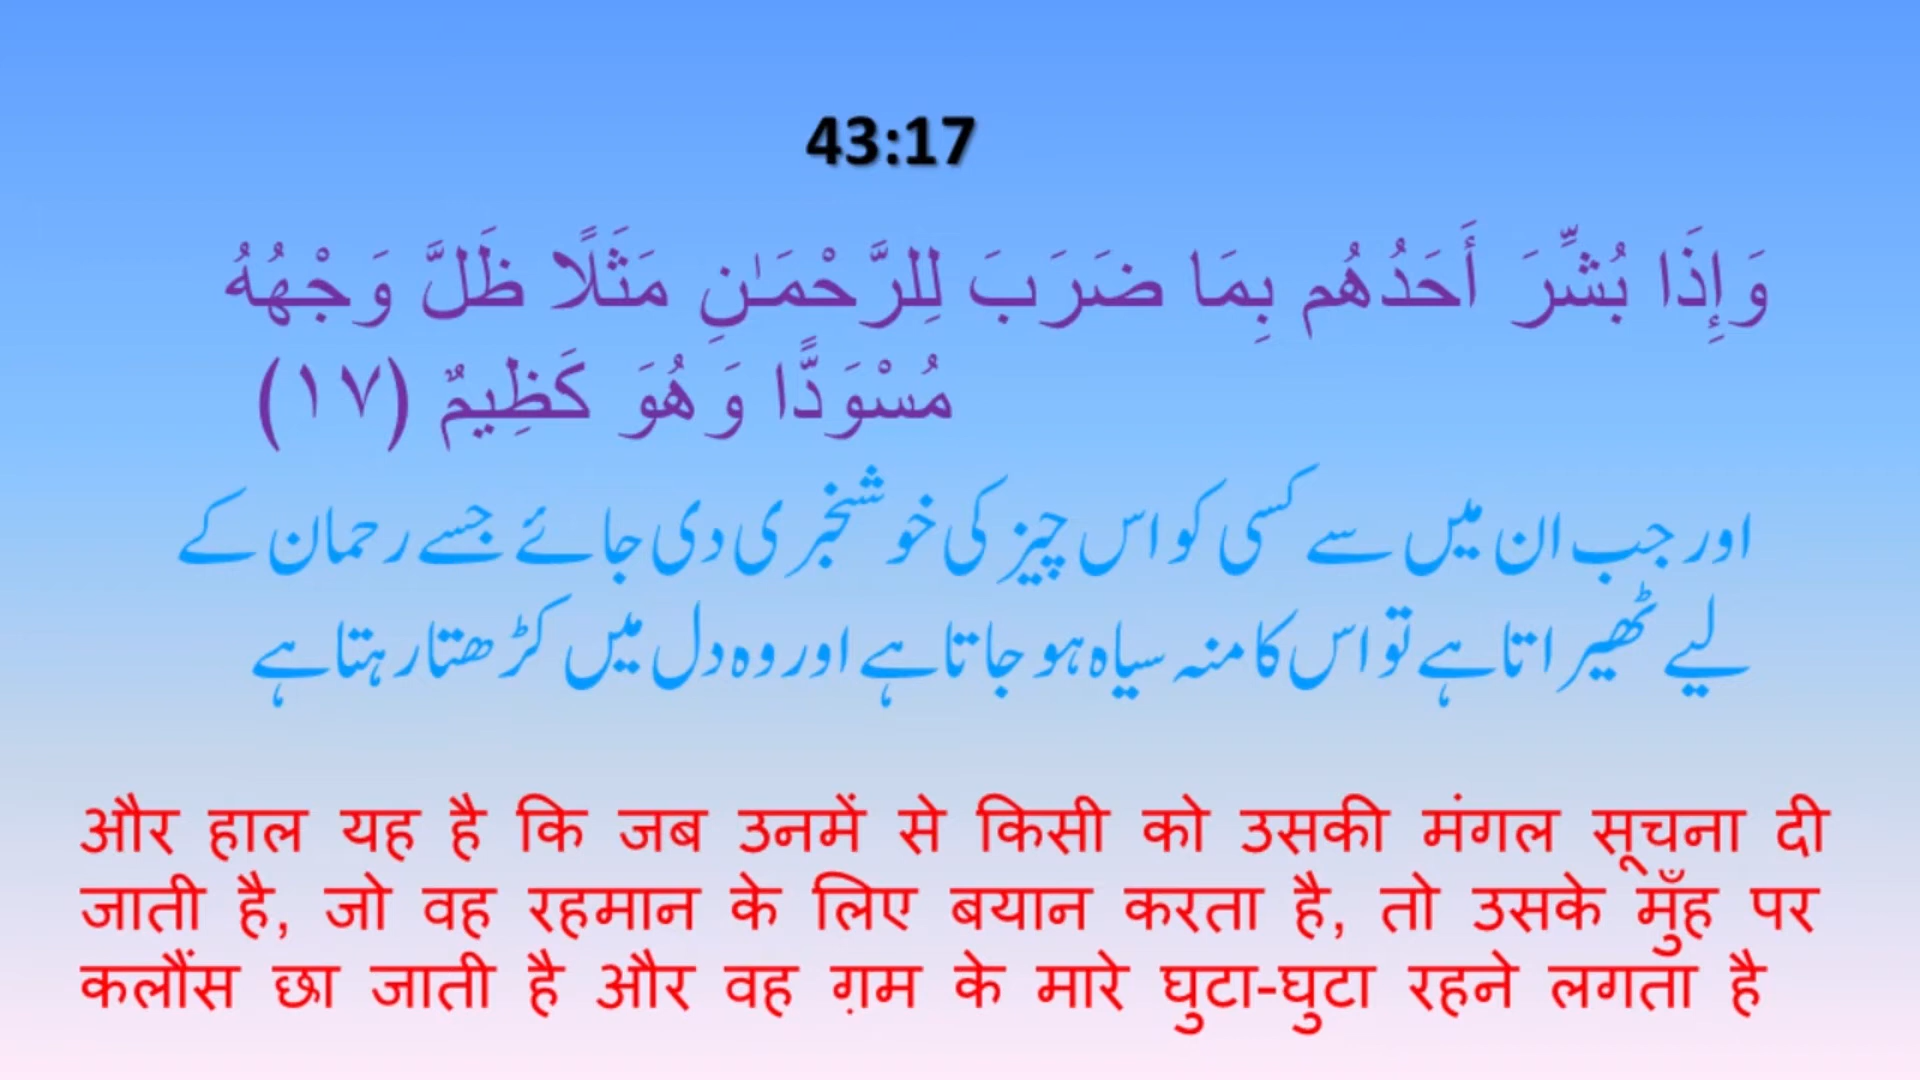 43:17
وَإِذَا بُشِّرَ أَحَدُهُم بِمَا ضَرَبَ لِلرَّحْمَـٰنِ مَثَلًا ظَلَّ وَجْهُهُ
مُسْوَدًّا وَهُوَ كَظِيمٌ (١٧)
اور جب ان میں سے کسی کو اس چیز کی خوشخبری دی جائے جسے رحمان کے
لیے ٹھیراتا ہے تو اس کا منہ سیاہ ہو جاتا ہے اور وہ دل میں کڑھتا رہتا ہے
और हाल यह है कि जब उनमें से किसी को उसकी मंगल सूचना दी
जाती है, जो वह रहमान के लिए बयान करता है, तो उसके मुँह पर
कलौंस छा जाती है और वह ग़म के मारे घुटा-घुटा रहने लगता है